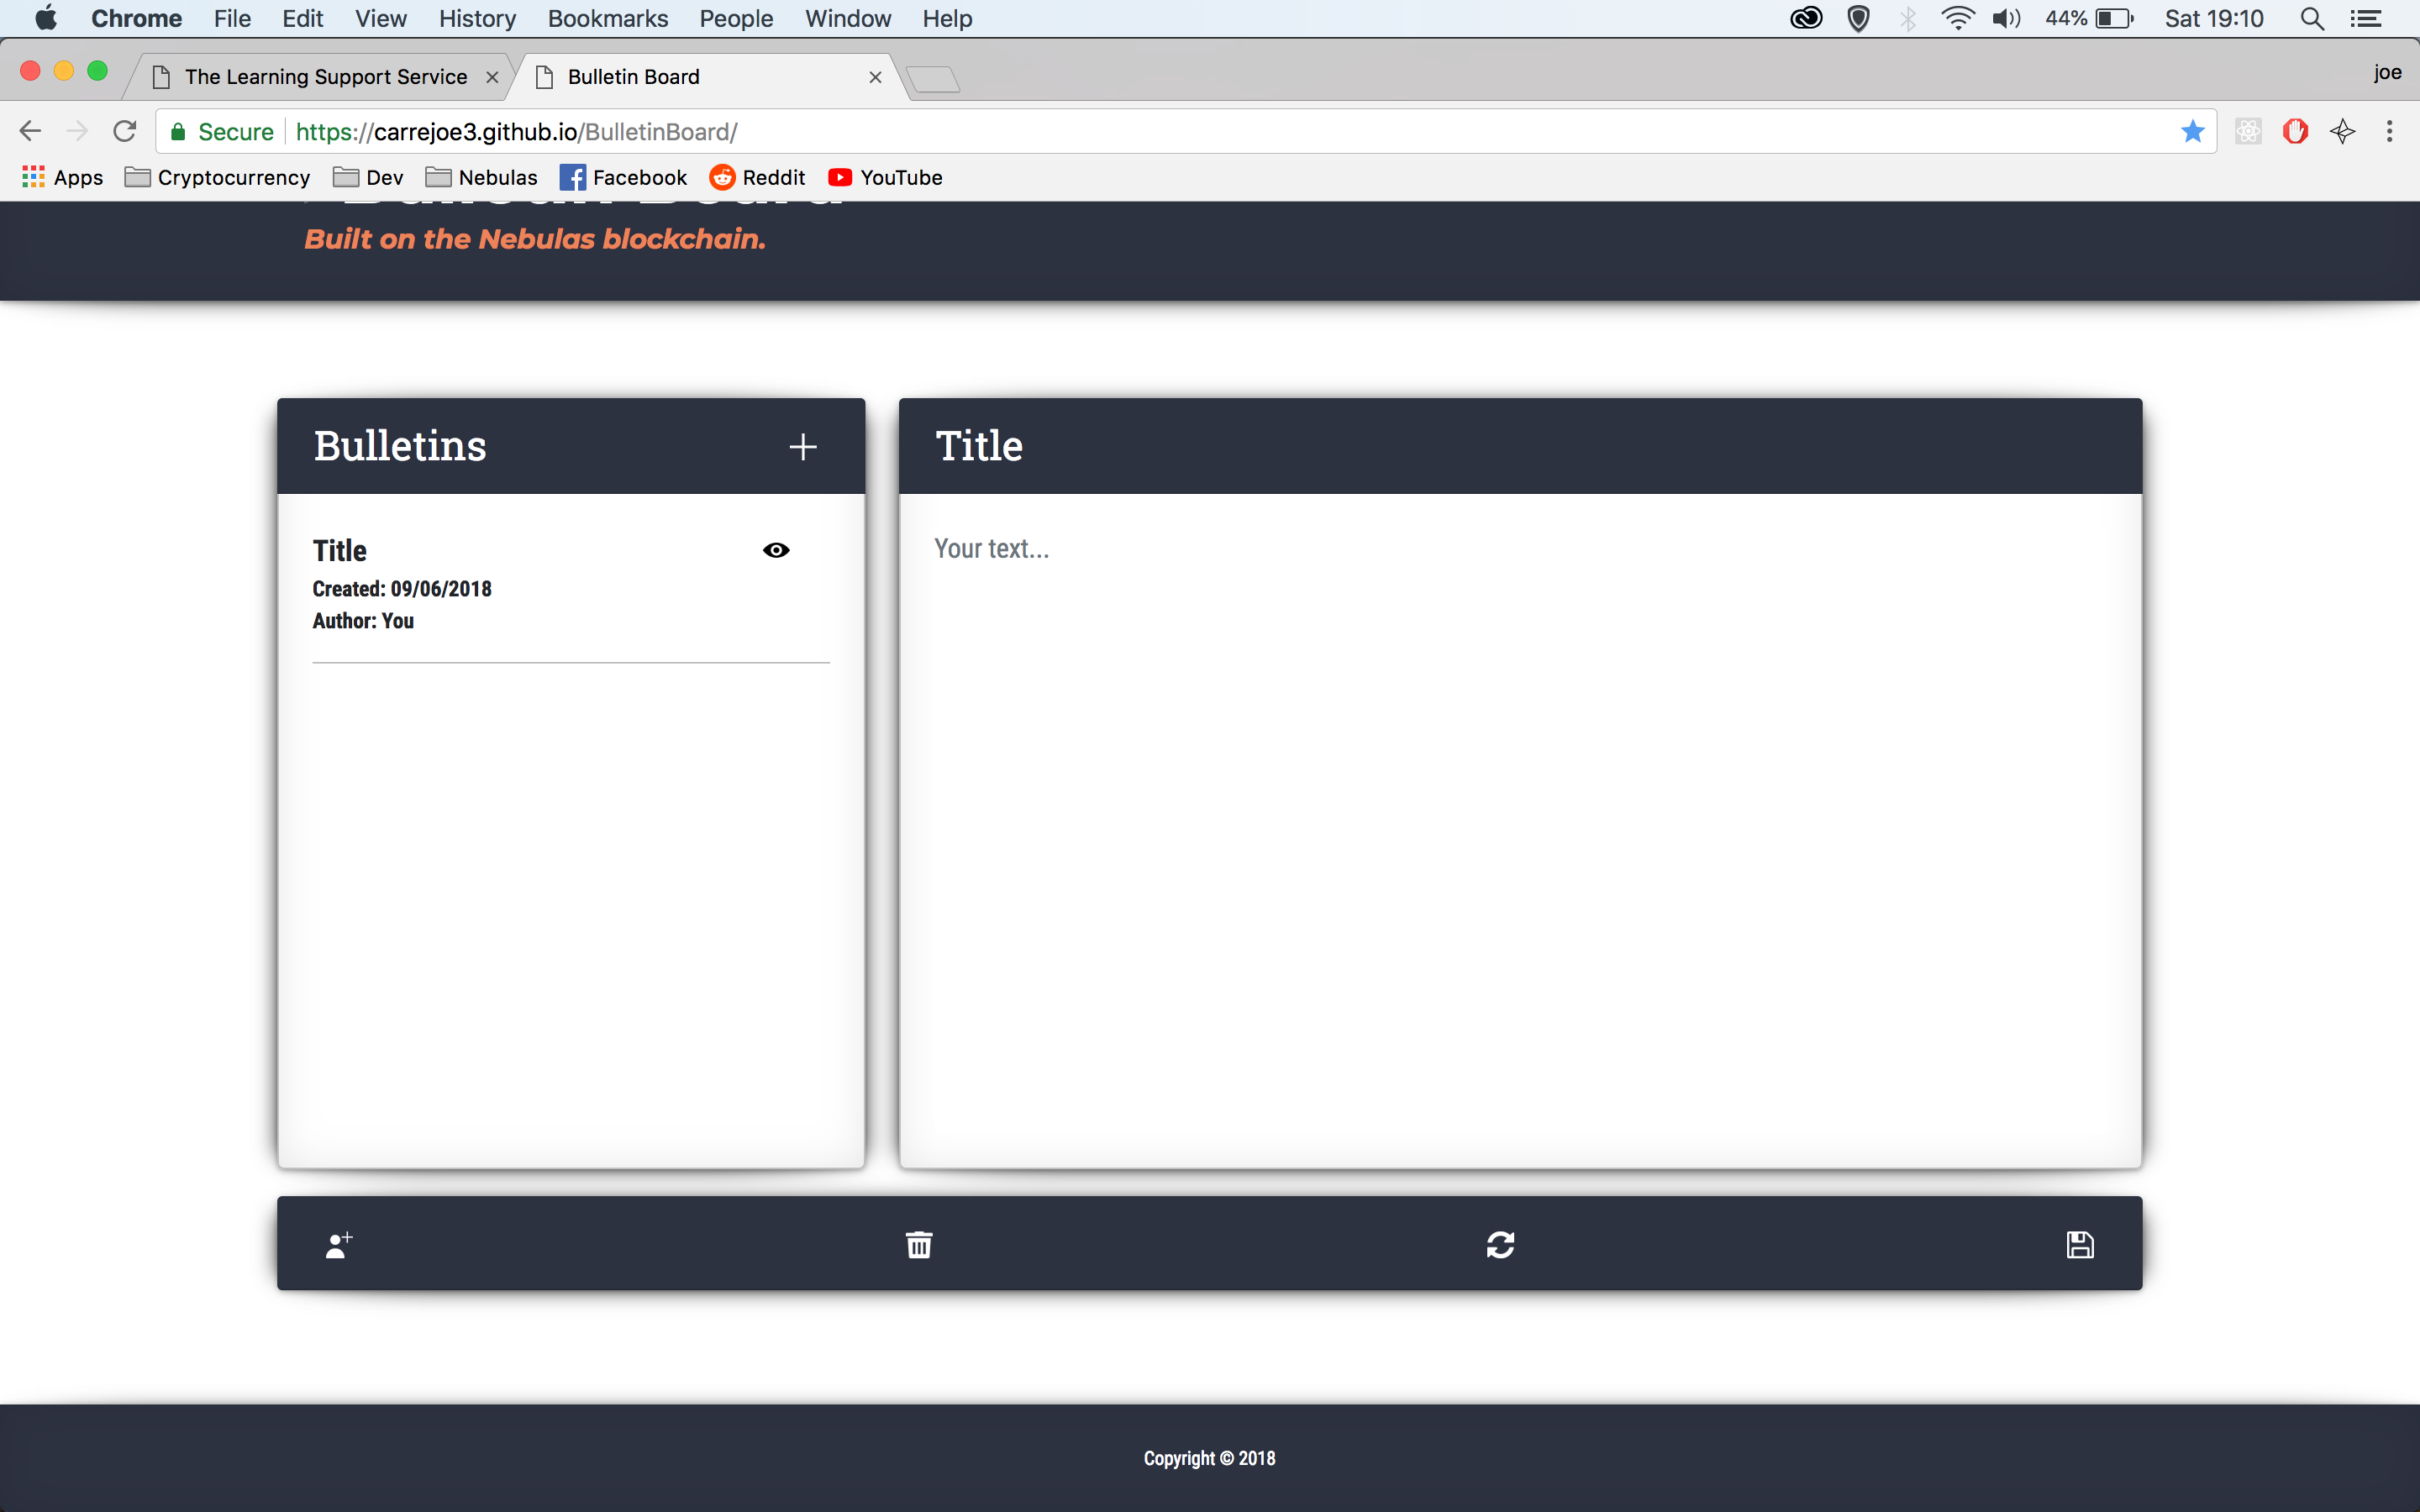 Chrome File Edit View History Bookmarks People Window Help 44% Sat 19:10
The Learning Support Service Bulletin Board joe
Secure https://carrejoe3.github.io/BulletinBoard/
Apps Cryptocurrency Dev Nebulas Facebook Reddit YouTube
Built on the Nebulas blockchain.
Bulletins
Title
Created: 09/06/2018
Author: You
Title
Your text...
Copyright © 2018